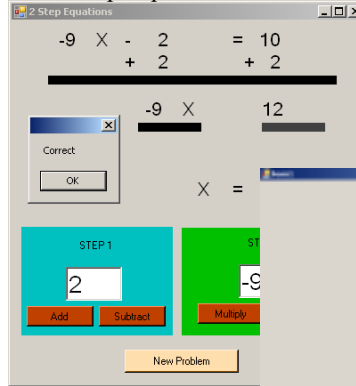 2 Step Equations
-9 X - 2 = 10
+ 2 + 2
-9 X 12
Correct
OK
X =
STEP 1
2
-9
Add Subtract
Multiply
New Problem